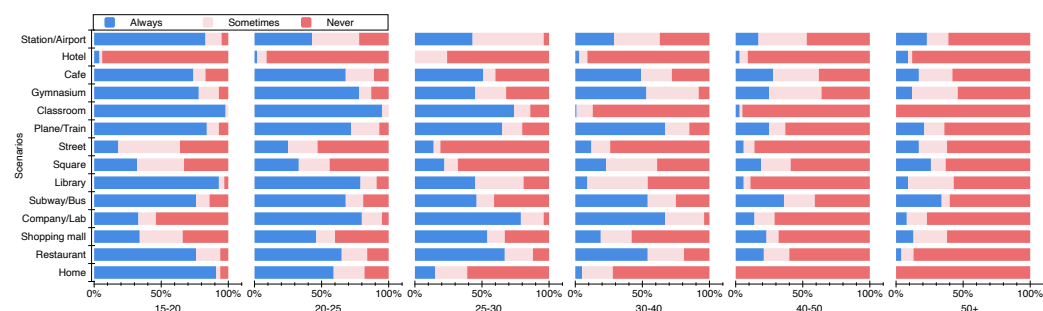 Always Sometimes Never
Station/Airport
Hotel
Cafe
Gymnasium
Classroom
Plane/Train
Street
Square
Library
Subway/Bus
Company/Lab
Shopping mall
Restaurant
Home
Scenarios
0% 50% 100% 0% 50% 100% 0% 50% 100% 0% 50% 100% 0% 50% 100% 0% 50% 100%
15-20 20-25 25-30 30-40 40-50 50+